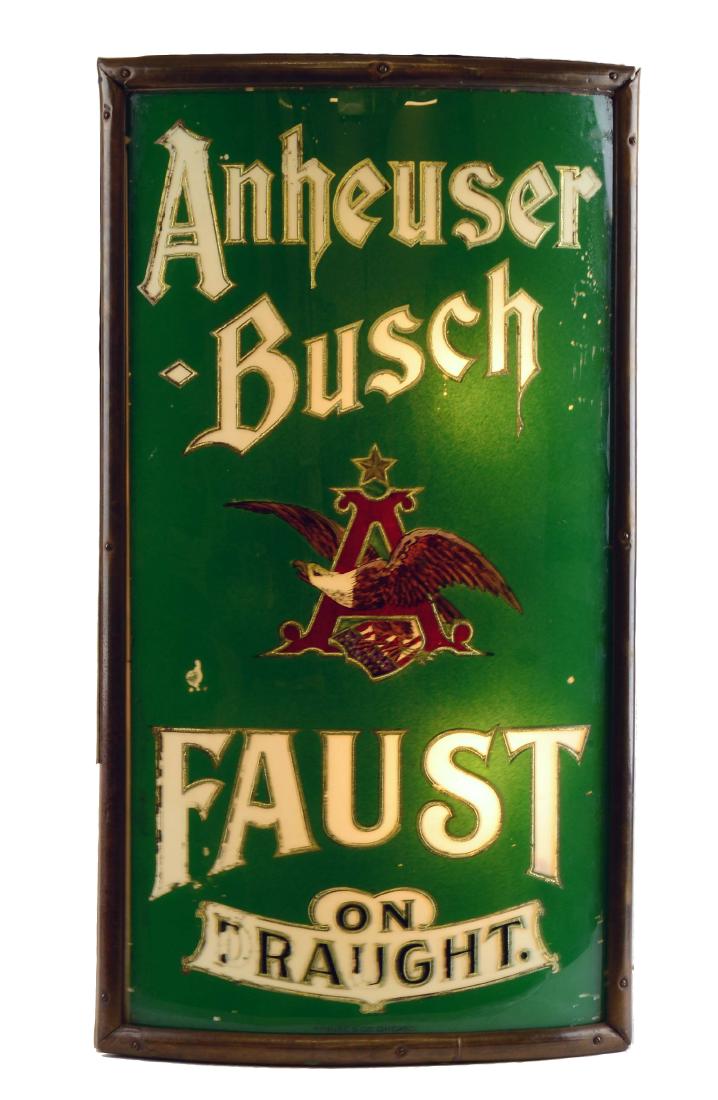 Anheuser
-Busch
A
FAUST
ON
DRAUGHT.